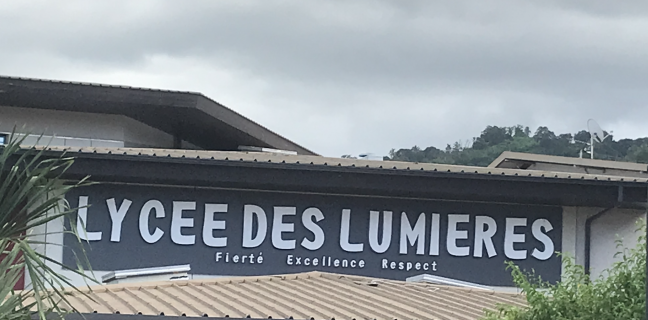 LYCEE DES LUMIERES
Fierté Excellence Respect